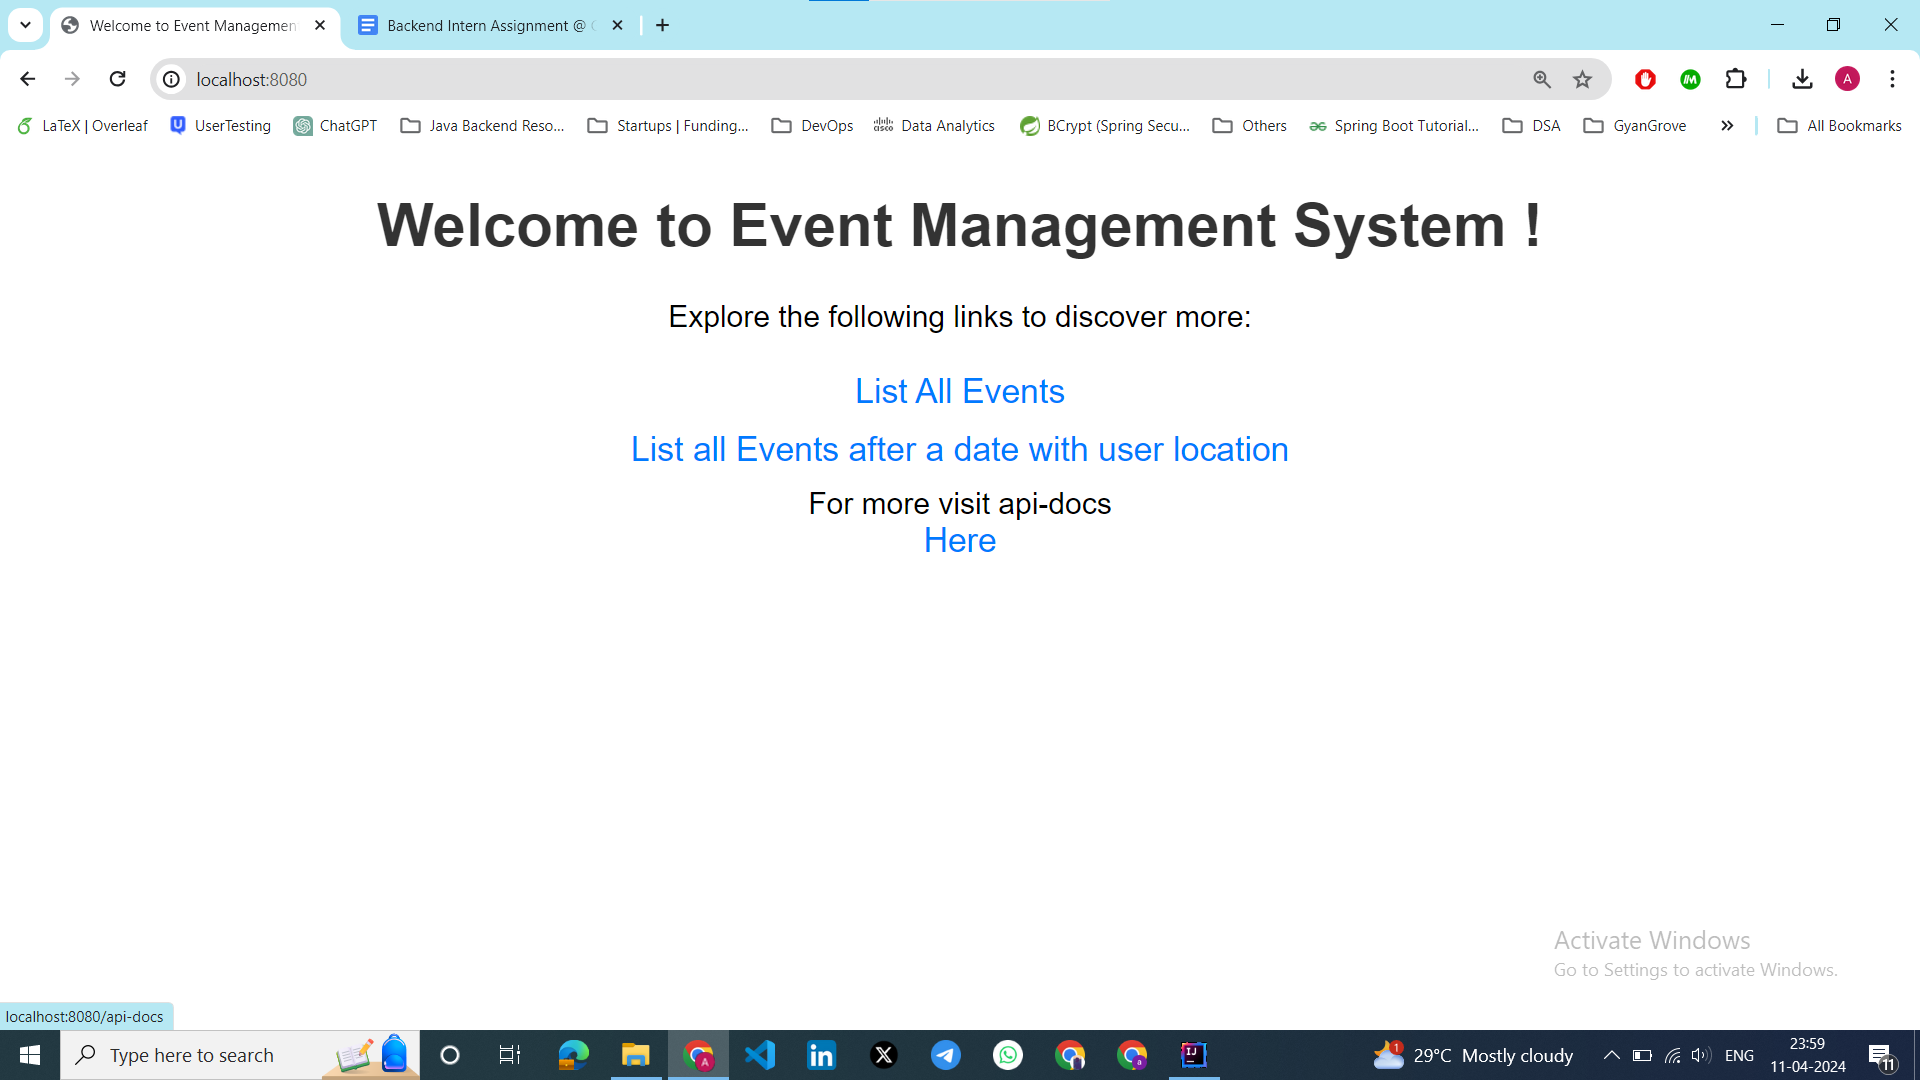 Welcome to Event Managemen
Backend Intern Assignment @
localhost:8080
LaTeX | Overleaf
UserTesting
ChatGPT
Java Backend Reso...
Startups | Funding...
DevOps
Data Analytics
BCrypt (Spring Secu...
Others
Spring Boot Tutorial...
DSA
GyanGrove
All Bookmarks
Welcome to Event Management System !
Explore the following links to discover more:
List All Events
List all Events after a date with user location
For more visit api-docs
Here
Activate Windows
Go to Settings to activate Windows.
localhost:8080/api-docs
Type here to search
29°C Mostly cloudy
ENG
23:59
11-04-2024
11